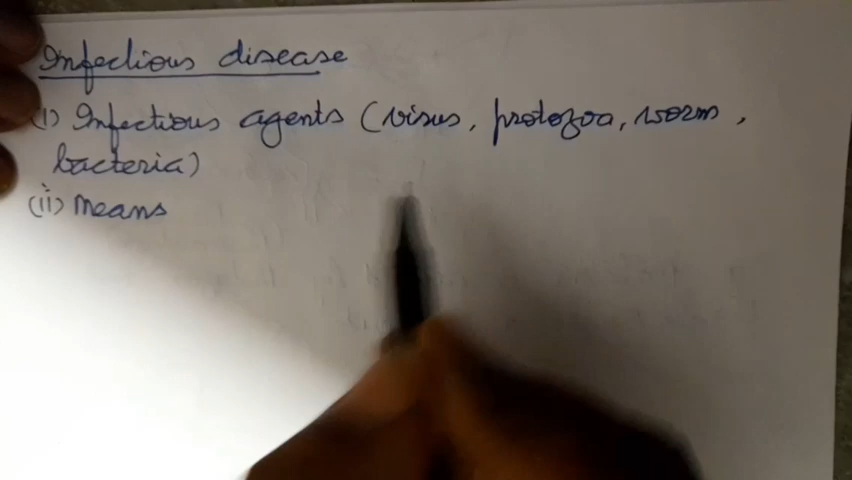 Infectious disease
(i) Infectious agents (virus, protozoa, worm,
bacteria)
(ii) Means